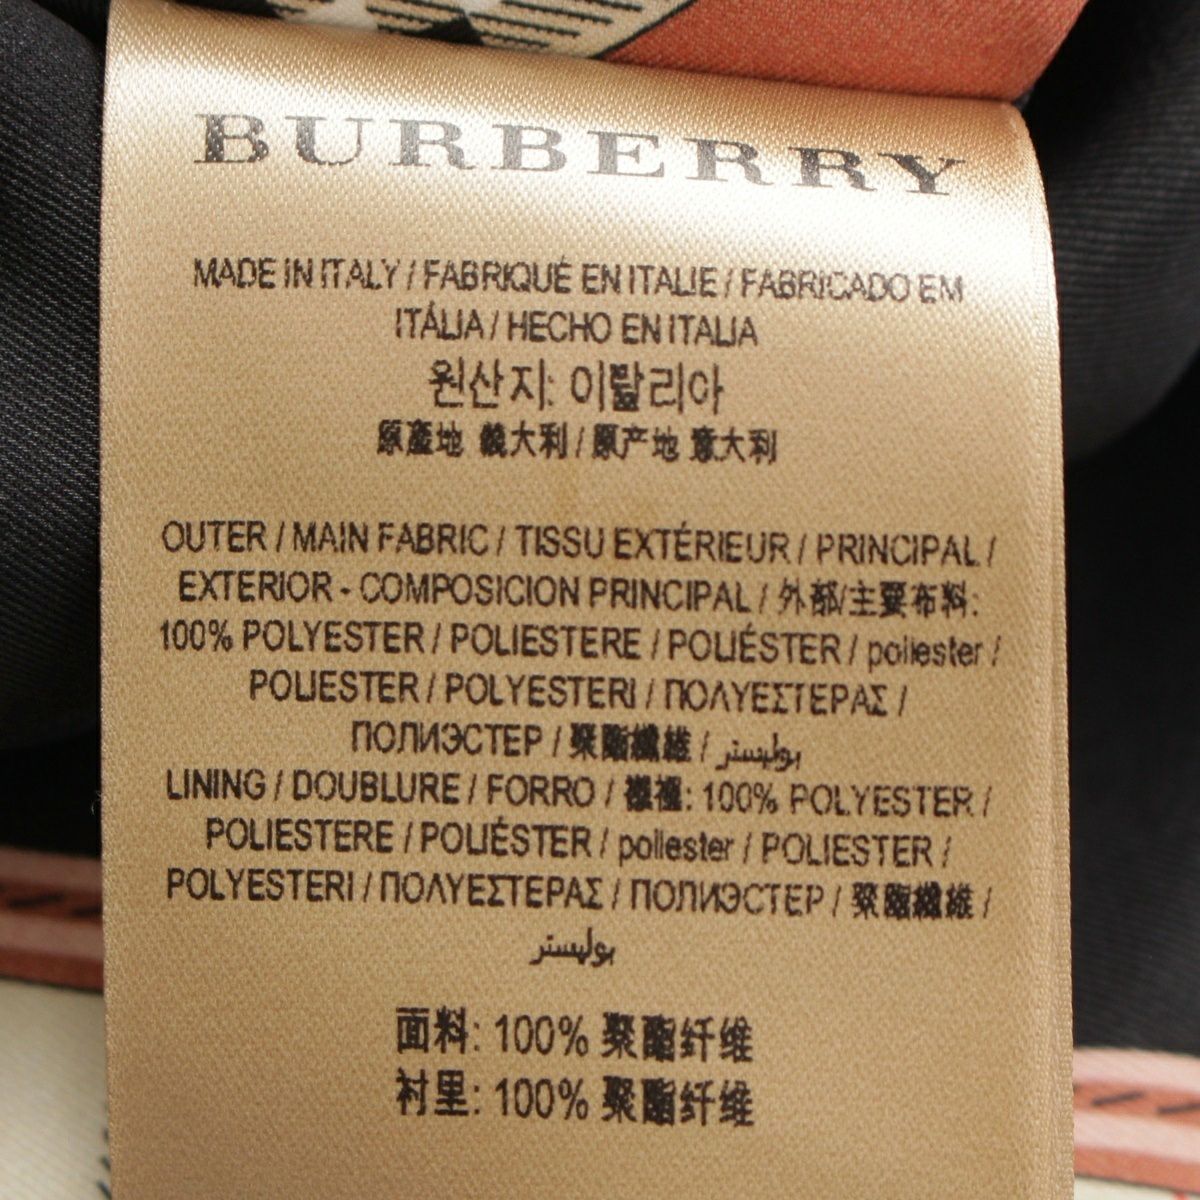 BURBERRY
MADE IN ITALY / FABRIQUÉ EN ITALIE / FABRICADO EM
ITÁLIA / HECHO EN ITALIA
원산지: 이탈리아
原產地 義大利 / 原产地 意大利
OUTER / MAIN FABRIC / TISSU EXTÉRIEUR / PRINCIPAL /
EXTERIOR - COMPOSICION PRINCIPAL / 外部/主要布料:
100% POLYESTER / POLIESTERE / POLIÉSTER / poliester /
POLIESTER / POLYESTERI / ΠΟΛΥΕΣΤΕΡΑΣ /
ПОЛИЭСТЕР / 聚酯纖維 / بوليستر
LINING / DOUBLURE / FORRO / 襯裡: 100% POLYESTER /
POLIESTERE / POLIÉSTER / poliester / POLIESTER /
POLYESTERI / ΠΟΛΥΕΣΤΕΡΑΣ / ПОЛИЭСТЕР / 聚酯纖維 /
بوليستر
面料: 100% 聚酯纤维
衬里: 100% 聚酯纤维